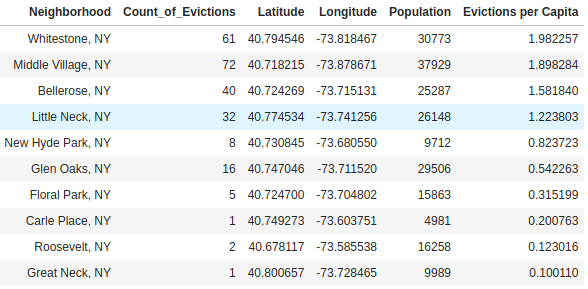 Neighborhood Count_of_Evictions Latitude Longitude Population Evictions per Capita
Whitestone, NY 61 40.794546 -73.818467 30773 1.982257
Middle Village, NY 72 40.718215 -73.878671 37929 1.898284
Bellerose, NY 40 40.724269 -73.715131 25287 1.581840
Little Neck, NY 32 40.774534 -73.741256 26148 1.223803
New Hyde Park, NY 8 40.730845 -73.680550 9712 0.823723
Glen Oaks, NY 16 40.747046 -73.711520 29506 0.542263
Floral Park, NY 5 40.724700 -73.704802 15863 0.315199
Carle Place, NY 1 40.749273 -73.603751 4981 0.200763
Roosevelt, NY 2 40.678117 -73.585538 16258 0.123016
Great Neck, NY 1 40.800657 -73.728465 9989 0.100110